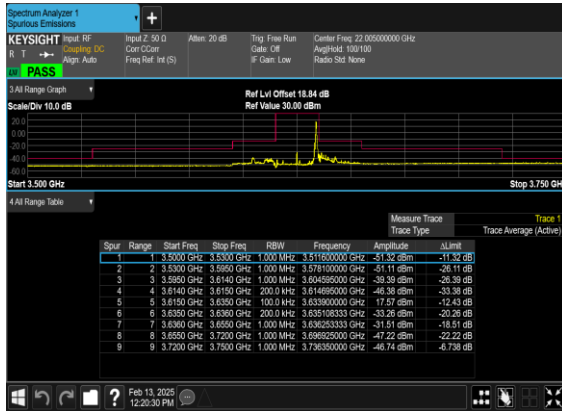 Spectrum Analyzer 1
Spurious Emissions
KEYSIGHT Input: RF Input Z: 50 Ω Atten: 20 dB Trig: Free Run Center Freq: 22.005000000 GHz
R T Coupling: DC Corr CCorr Gate: Off Avg|Hold: 100/100
Align: Auto Freq Ref: Int (S) IF Gain: Low Radio Std: None
LU PASS
3 All Range Graph Ref Lvl Offset 18.84 dB
Scale/Div 10.0 dB Ref Value 30.00 dBm
20.0
0.00
-20.0
-40.0
-60.0
Start 3.500 GHz Stop 3.750 GH
4 All Range Table
Measure Trace Trace 1
Trace Type Trace Average (Active)
Spur Range Start Freq Stop Freq RBW Frequency Amplitude ΔLimit
1 1 3.5000 GHz 3.5300 GHz 1.000 MHz 3.511600000 GHz -51.32 dBm -11.32 dB
2 2 3.5300 GHz 3.5950 GHz 1.000 MHz 3.578100000 GHz -51.11 dBm -26.11 dB
3 3 3.5950 GHz 3.6140 GHz 1.000 MHz 3.604595000 GHz -39.39 dBm -26.39 dB
4 4 3.6140 GHz 3.6150 GHz 200.0 kHz 3.614695000 GHz -46.38 dBm -33.38 dB
5 5 3.6150 GHz 3.6350 GHz 100.0 kHz 3.633900000 GHz 17.57 dBm -12.43 dB
6 6 3.6350 GHz 3.6360 GHz 200.0 kHz 3.635108333 GHz -33.26 dBm -20.26 dB
7 7 3.6360 GHz 3.6550 GHz 1.000 MHz 3.636253333 GHz -31.51 dBm -18.51 dB
8 8 3.6550 GHz 3.7200 GHz 1.000 MHz 3.696925000 GHz -47.22 dBm -22.22 dB
9 9 3.7200 GHz 3.7500 GHz 1.000 MHz 3.736350000 GHz -46.74 dBm -6.738 dB
Feb 13, 2025
12:20:30 PM